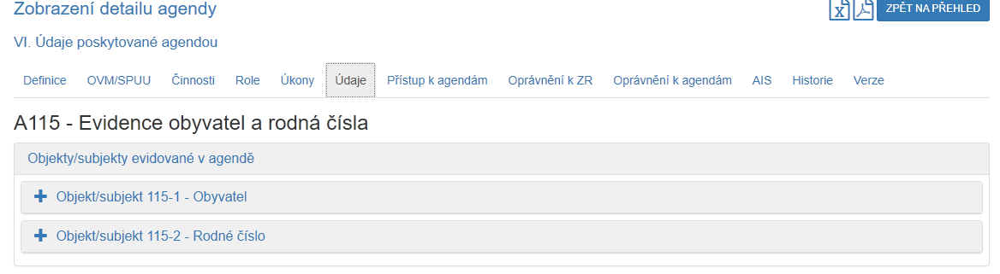 Zobrazení detailu agendy
ZPĚT NA PŘEHLED
VI. Údaje poskytované agendou
Definice OVM/SPUU Činnosti Role Úkony Údaje Přístup k agendám Oprávnění k ZR Oprávnění k agendám AIS Historie Verze
A115 - Evidence obyvatel a rodná čísla
Objekty/subjekty evidované v agendě
Objekt/subjekt 115-1 - Obyvatel
Objekt/subjekt 115-2 - Rodné číslo